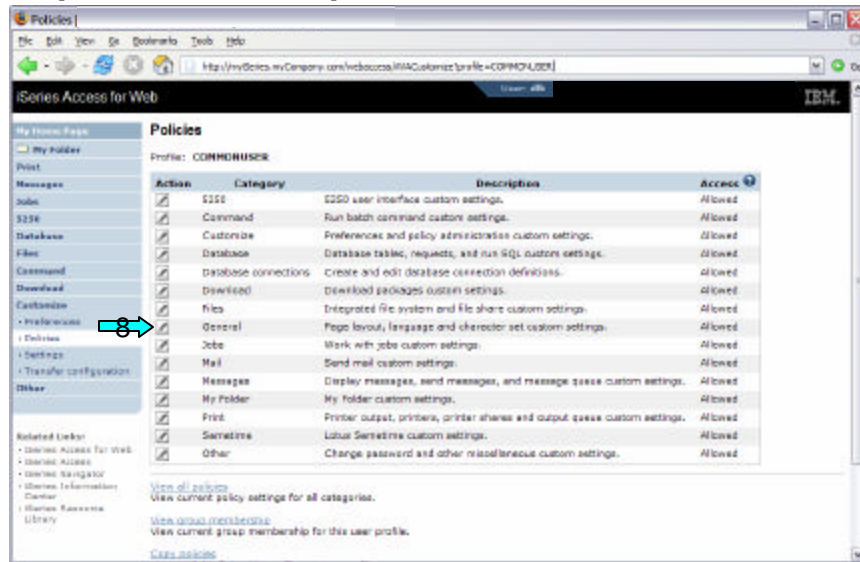 Policies
File Edit View Go Bookmarks Tools Help
http://myiSeries.myCompany.com/webaccess/iWACustomize?profile=COMMONUSER
iSeries Access for Web
User:
IBM.
My Home Page
My Folder
Print
Messages
Jobs
5250
Database
Files
Command
Download
Customize
• Preferences
• Policies
• Settings
• Transfer configuration
Other
Related Links:
• iSeries Access for Web
• iSeries Access
• iSeries Navigator
• iSeries Information Center
• iSeries Resource Library
Policies
Profile: COMMONUSER
Action Category Description Access
5250 5250 user interface custom settings. Allowed
Command Run batch command custom settings. Allowed
Customize Preferences and policy administration custom settings. Allowed
Database Database tables, requests, and run SQL custom settings. Allowed
Database connections Create and edit database connection definitions. Allowed
Download Download packages custom settings. Allowed
Files Integrated file system and file share custom settings. Allowed
8 General Page layout, language and character set custom settings. Allowed
Jobs Work with jobs custom settings. Allowed
Mail Send mail custom settings. Allowed
Messages Display messages, send messages, and message queue custom settings. Allowed
My Folder My Folder custom settings. Allowed
Print Printer output, printers, printer shares and output queue custom settings. Allowed
Sametime Lotus Sametime custom settings. Allowed
Other Change password and other miscellaneous custom settings. Allowed
View all policies
View current policy settings for all categories.
View group membership
View current group membership for this user profile.
Copy policies